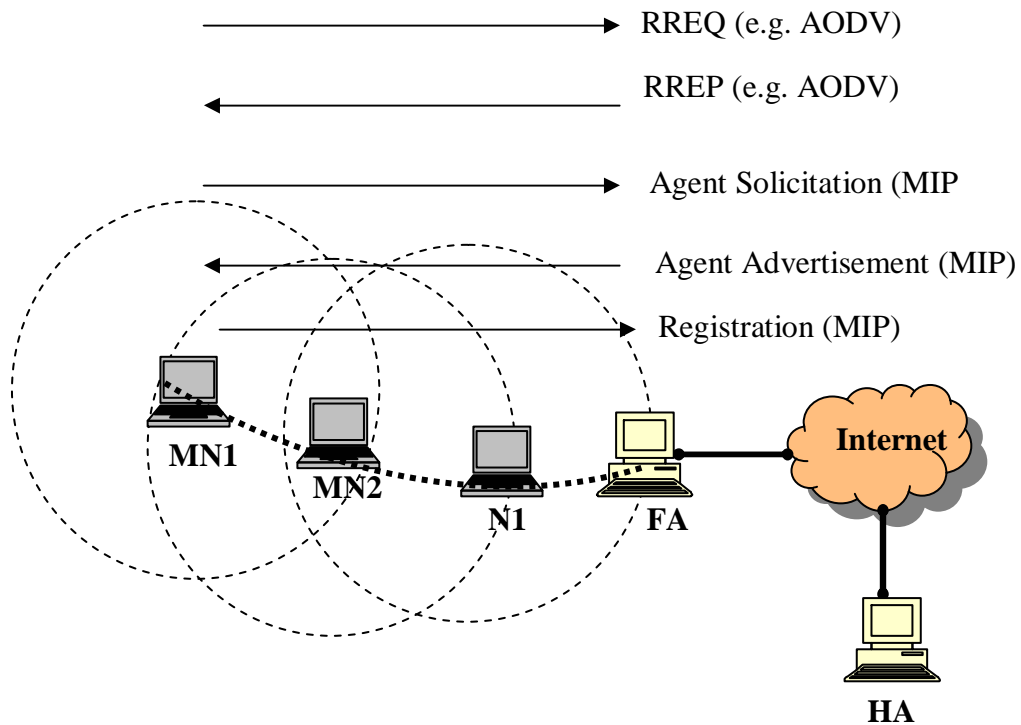 RREQ (e.g. AODV)
RREP (e.g. AODV)
Agent Solicitation (MIP
Agent Advertisement (MIP)
Registration (MIP)
MN1
MN2
N1
FA
Internet
HA